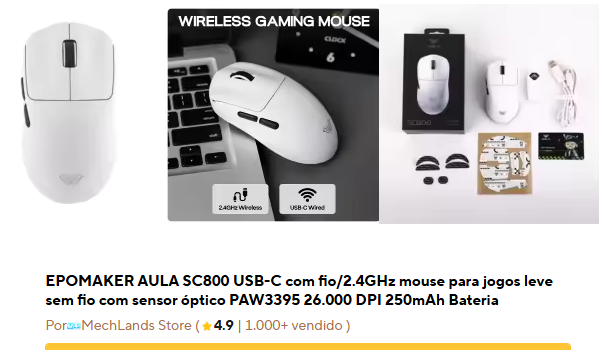 WIRELESS GAMING MOUSE
CLOCK
6
2.4GHz Wireless
USB-C Wired
EPOMAKER AULA SC800 USB-C com fio/2.4GHz mouse para jogos leve
sem fio com sensor óptico PAW3395 26.000 DPI 250mAh Bateria
Por MechLands Store ( 4.9 | 1.000+ vendido )